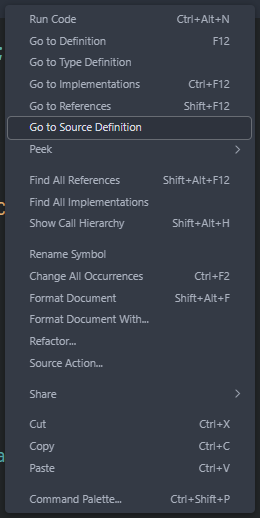 Run Code Ctrl+Alt+N
Go to Definition F12
Go to Type Definition
Go to Implementations Ctrl+F12
Go to References Shift+F12
Go to Source Definition
Peek
Find All References Shift+Alt+F12
Find All Implementations
Show Call Hierarchy Shift+Alt+H
Rename Symbol
Change All Occurrences Ctrl+F2
Format Document Shift+Alt+F
Format Document With...
Refactor...
Source Action...
Share
Cut Ctrl+X
Copy Ctrl+C
Paste Ctrl+V
Command Palette... Ctrl+Shift+P